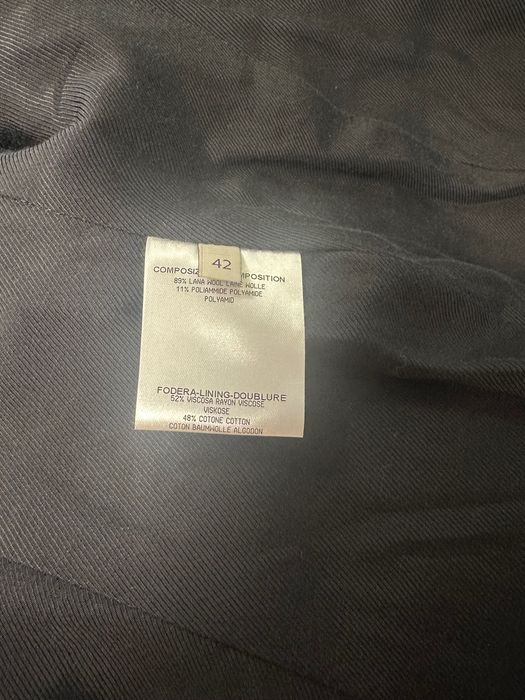 42
COMPOSIZ MPOSITION
89% LANA WOOL LAINE WOLLE
11% POLIAMMIDE POLYAMIDE
POLYAMID
FODERA-LINING-DOUBLURE
52% VISCOSA RAYON VISCOSE
VISKOSE
48% COTONE COTTON
COTON BAUMWOLLE ALGODON